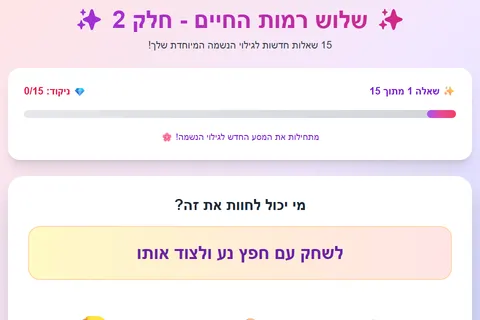 ✨ שלוש רמות החיים - חלק 2 ✨
15 שאלות חדשות לגילוי הנשמה המיוחדת שלך!
✨ שאלה 1 מתוך 15
💎 ניקוד: 0/15
מתחילות את המסע החדש לגילוי הנשמה! 🌸
מי יכול לחוות את זה?
לשחק עם חפץ נע ולצוד אותו